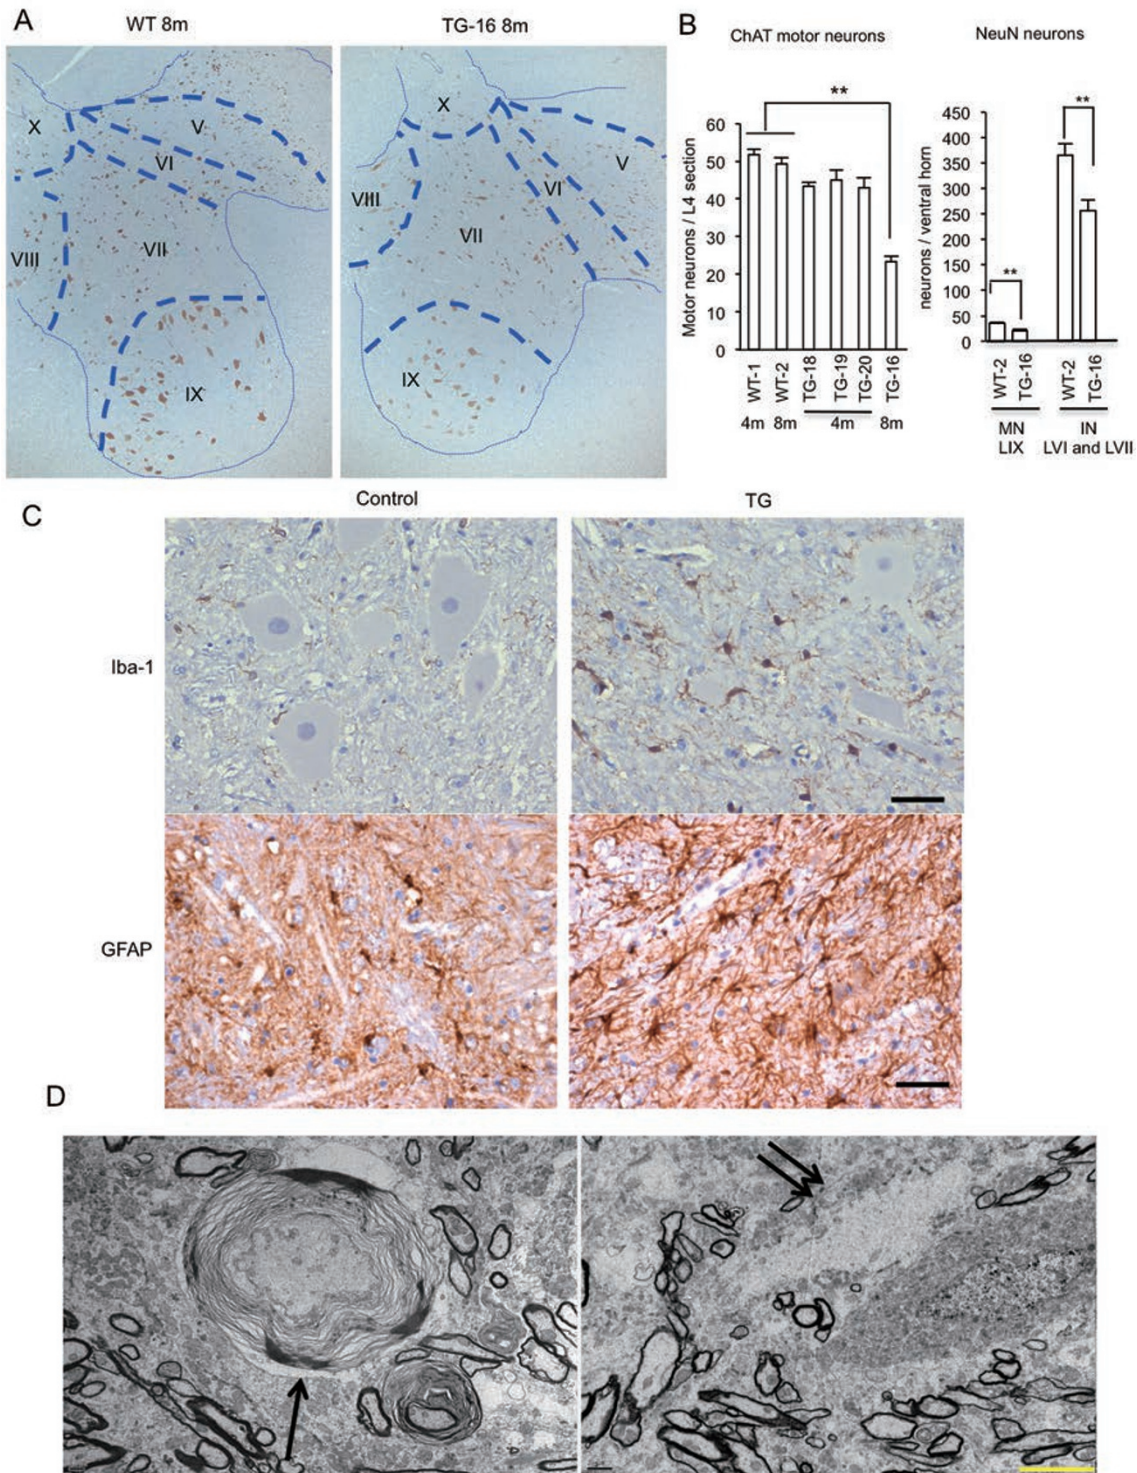 A
WT 8m
TG-16 8m
X
V
VI
VII
VIII
IX
X
V
VI
VIII
VII
IX
B
ChAT motor neurons
NeuN neurons
**
Motor neurons / L4 section
60
50
40
30
20
10
0
WT-1
WT-2
TG-18
TG-19
TG-20
TG-16
4m
8m
4m
8m
neurons / ventral horn
450
400
350
300
250
200
150
100
50
0
**
**
WT-2
TG-16
WT-2
TG-16
MN
LIX
IN
LVI and LVII
C
Control
TG
Iba-1
GFAP
D